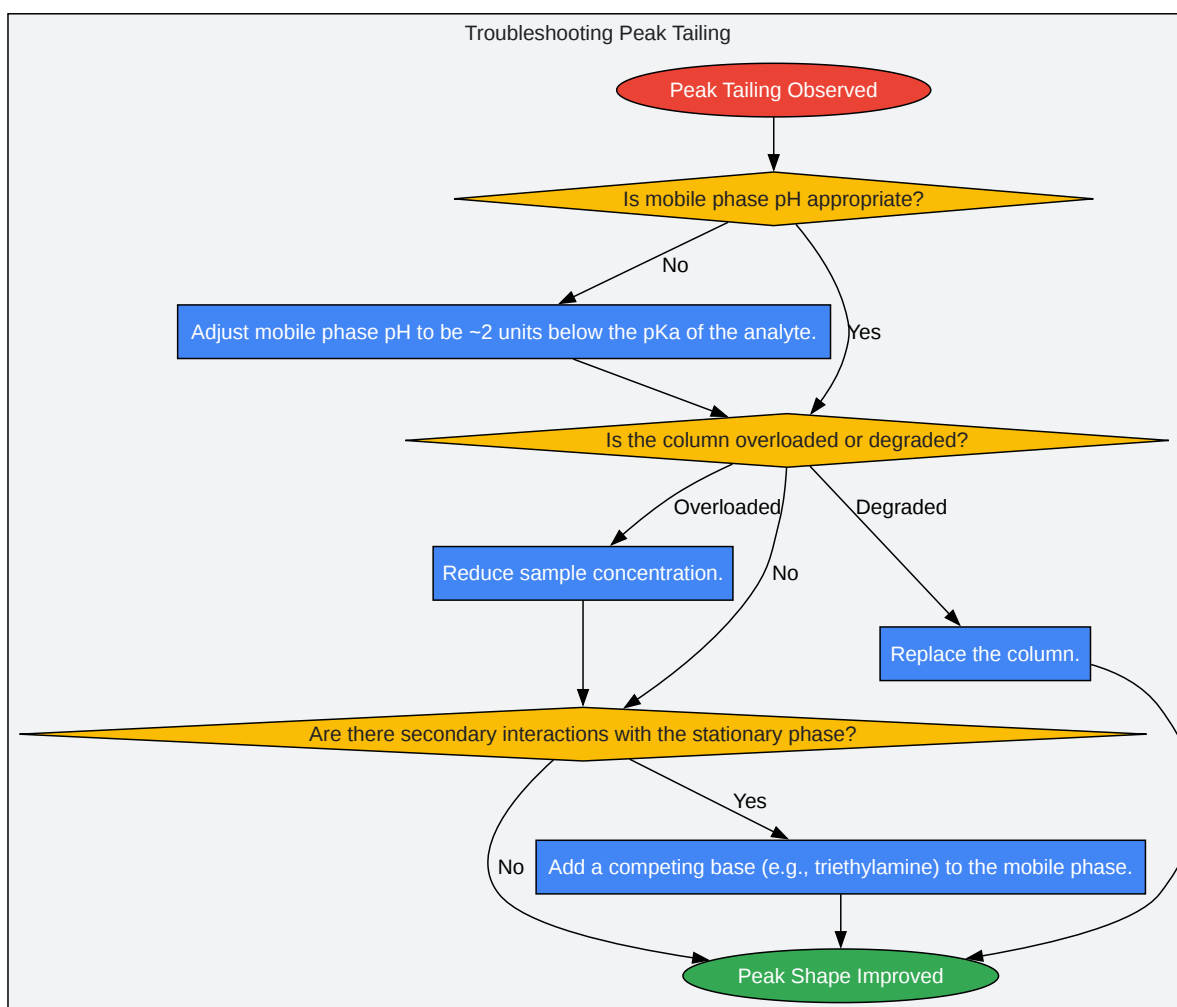 Troubleshooting Peak Tailing
Peak Tailing Observed
Is mobile phase pH appropriate?
No
Adjust mobile phase pH to be ~2 units below the pKa of the analyte.
Yes
Is the column overloaded or degraded?
Overloaded
Degraded
Reduce sample concentration.
No
Replace the column.
Are there secondary interactions with the stationary phase?
Yes
No
Add a competing base (e.g., triethylamine) to the mobile phase.
Peak Shape Improved